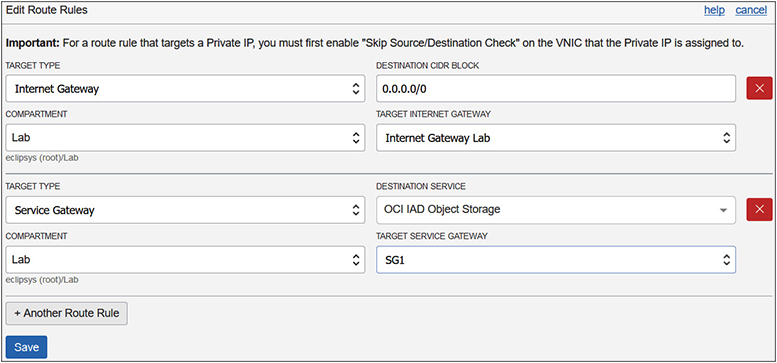 Edit Route Rules help cancel
Important: For a route rule that targets a Private IP, you must first enable "Skip Source/Destination Check" on the VNIC that the Private IP is assigned to.
TARGET TYPE DESTINATION CIDR BLOCK
Internet Gateway 0.0.0.0/0
COMPARTMENT TARGET INTERNET GATEWAY
Lab Internet Gateway Lab
eclipsys (root)/Lab
TARGET TYPE DESTINATION SERVICE
Service Gateway OCI IAD Object Storage
COMPARTMENT TARGET SERVICE GATEWAY
Lab SG1
eclipsys (root)/Lab
+ Another Route Rule
Save